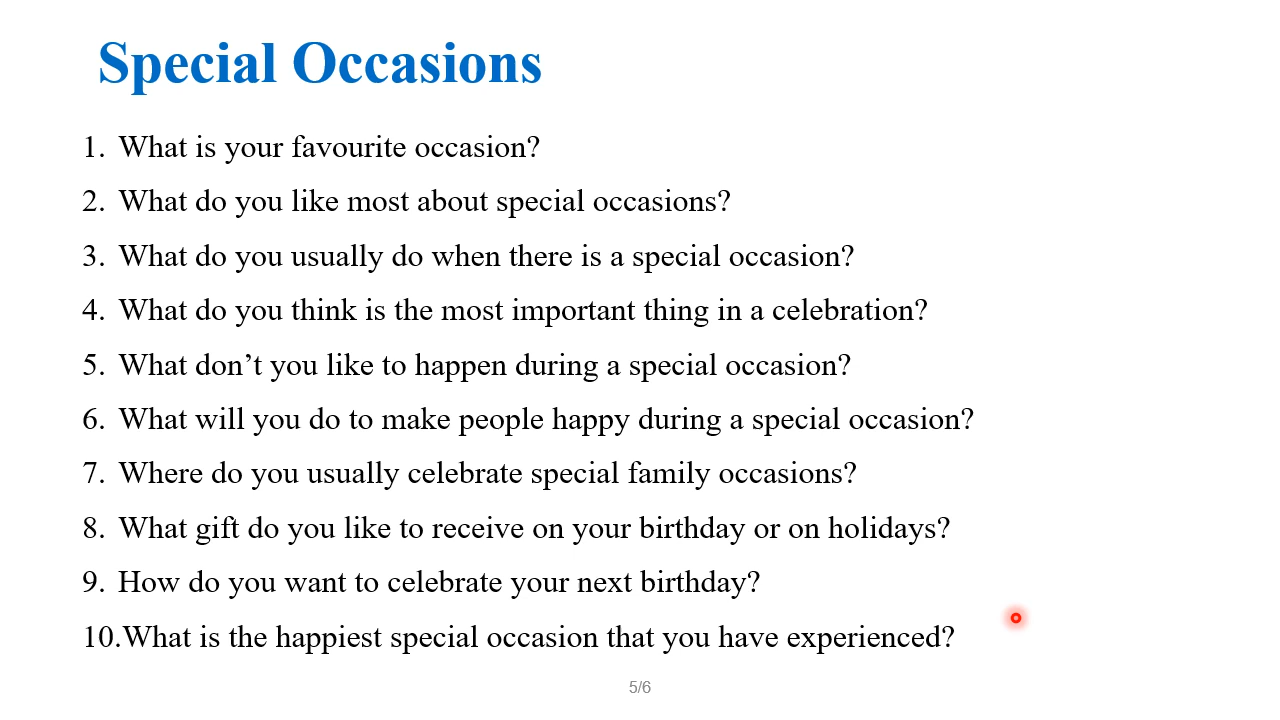 Special Occasions
1. What is your favourite occasion?
2. What do you like most about special occasions?
3. What do you usually do when there is a special occasion?
4. What do you think is the most important thing in a celebration?
5. What don’t you like to happen during a special occasion?
6. What will you do to make people happy during a special occasion?
7. Where do you usually celebrate special family occasions?
8. What gift do you like to receive on your birthday or on holidays?
9. How do you want to celebrate your next birthday?
10.What is the happiest special occasion that you have experienced?
5/6